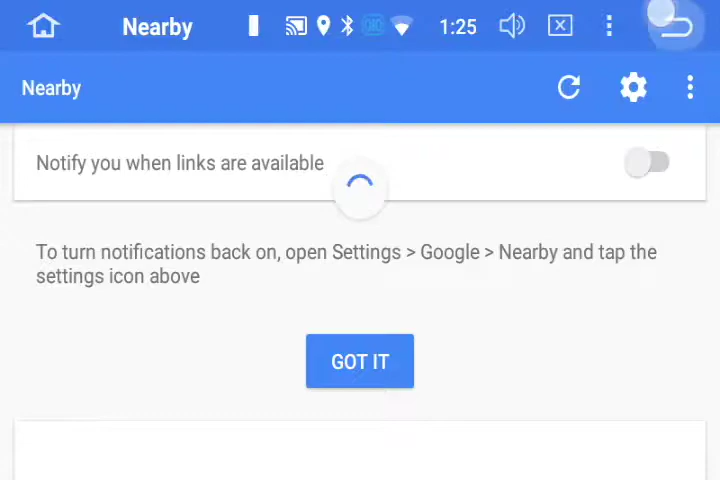 Nearby
1:25
Nearby
Notify you when links are available
To turn notifications back on, open Settings > Google > Nearby and tap the
settings icon above
GOT IT